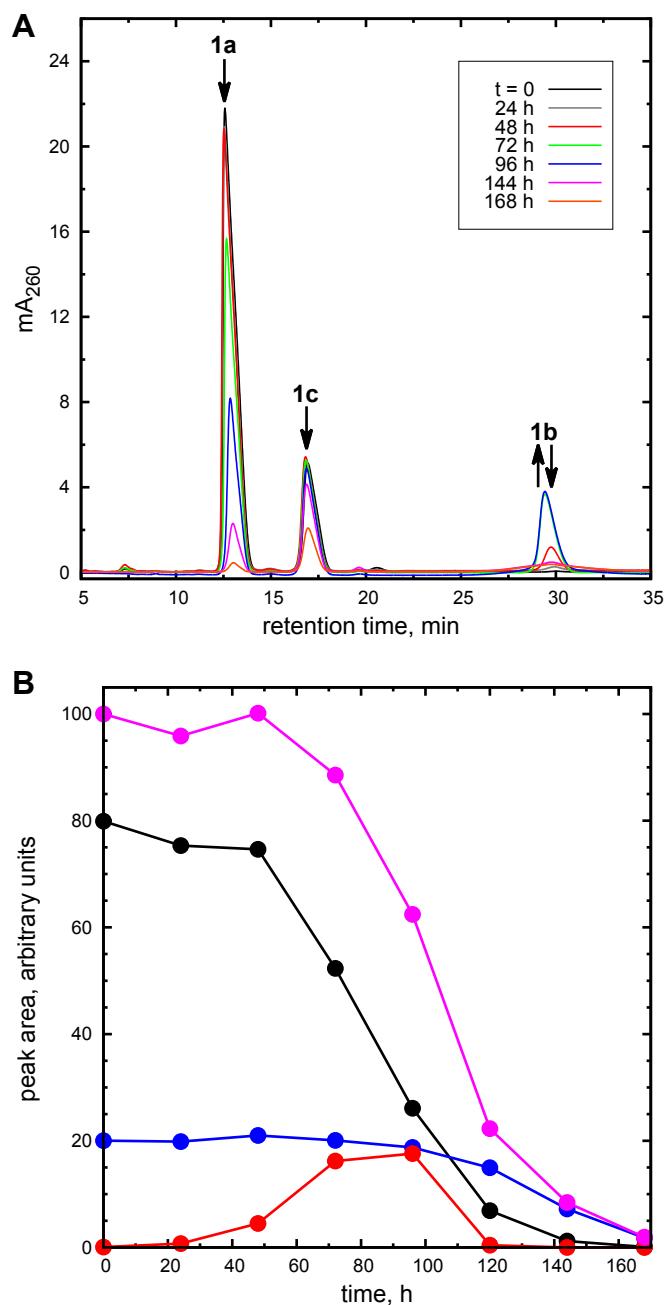 A
1a
1c
1b
t = 0
24 h
48 h
72 h
96 h
144 h
168 h
24
20
16
12
8
4
0
mA260
5 10 15 20 25 30 35
retention time, min
B
100
80
60
40
20
0
peak area, arbitrary units
0 20 40 60 80 100 120 140 160
time, h